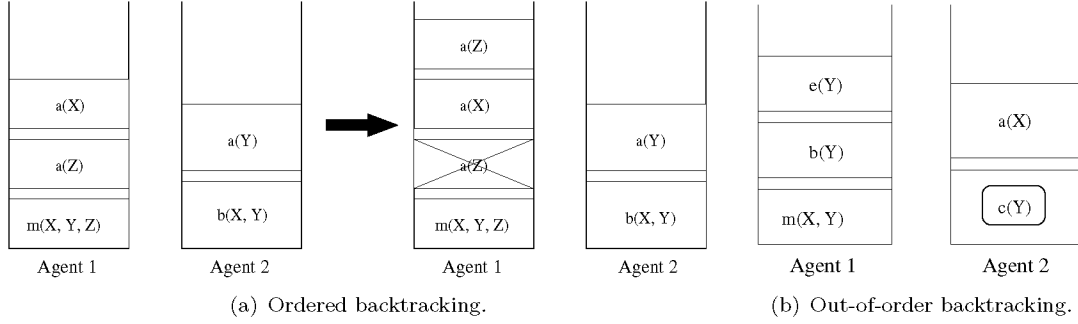 a(X)
a(Z)
m(X, Y, Z)
Agent 1
a(Y)
b(X, Y)
Agent 2
a(Z)
a(X)
a(Z)
m(X, Y, Z)
Agent 1
a(Y)
b(X, Y)
Agent 2
(a) Ordered backtracking.
e(Y)
b(Y)
m(X, Y)
Agent 1
a(X)
c(Y)
Agent 2
(b) Out-of-order backtracking.